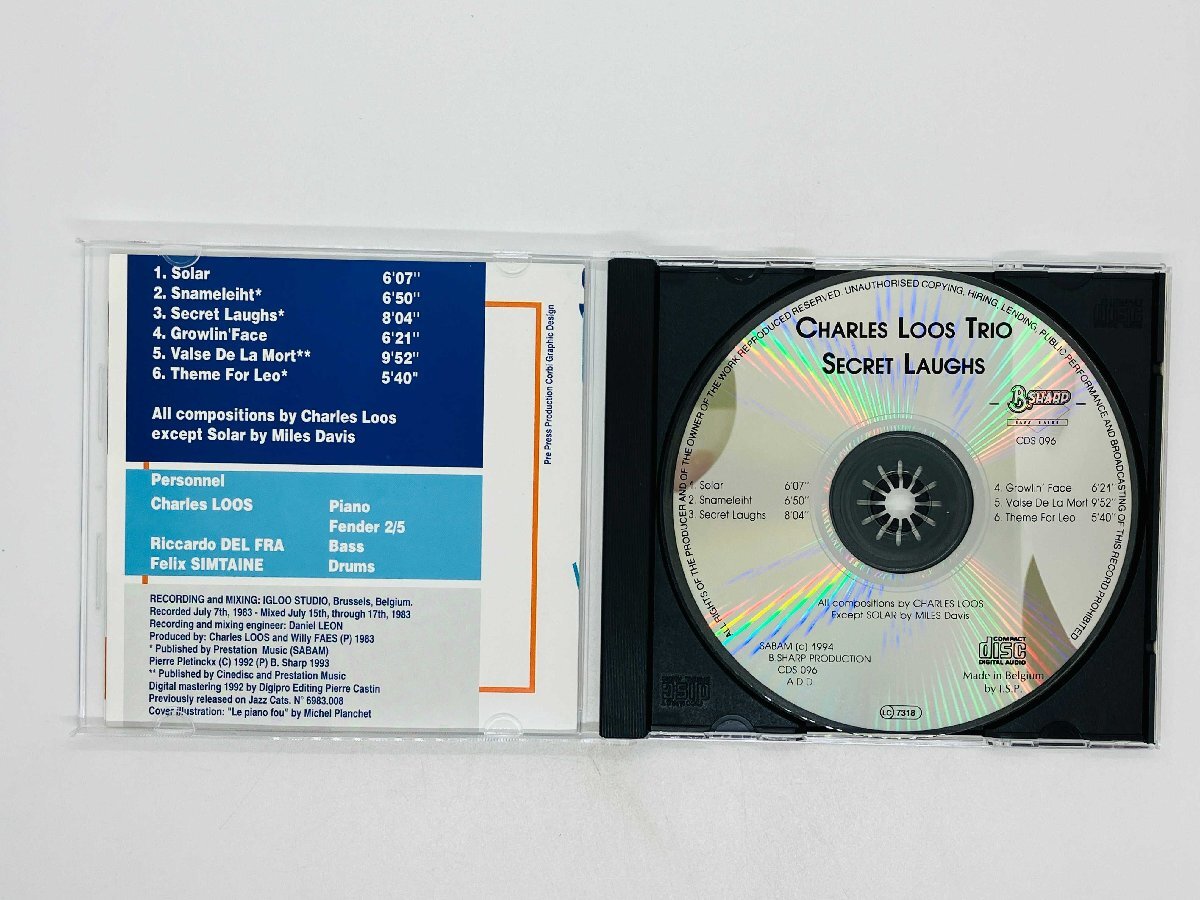 1. Solar 6'07"
2. Snameleiht* 6'50"
3. Secret Laughs* 8'04"
4. Growlin'Face 6'21"
5. Valse De La Mort** 9'52"
6. Theme For Leo* 5'40"
All compositions by Charles Loos
except Solar by Miles Davis
Personnel
Charles LOOS Piano
Fender 2/5
Riccardo DEL FRA Bass
Felix SIMTAINE Drums
RECORDING and MIXING: IGLOO STUDIO, Brussels, Belgium.
Recorded July 7th, 1983 - Mixed July 15th, through 17th, 1983
Recording and mixing engineer: Daniel LEON
Produced by: Charles LOOS and Willy FAES (P) 1983
* Published by Prestation Music (SABAM)
Pierre Pletinckx (C) 1992 (P) B. Sharp 1993
** Published by Cinedisc and Prestation Music
Digital mastering 1992 by Digipro Editing Pierre Castin
Previously released on Jazz Cats. N° 6983.008
Cover illustration: "Le piano fou" by Michel Planchet
Pre Press Production Corbi Graphic Design
ALL RIGHTS OF THE PRODUCER AND OF THE OWNER OF THE WORK REPRODUCED RESERVED. UNAUTHORISED COPYING, HIRING, LENDING, PUBLIC PERFORMANCE AND BROADCASTING OF THIS RECORD PROHIBITED
CHARLES LOOS TRIO
SECRET LAUGHS
B SHARP
CDS 096
1. Solar 6'07"
2. Snameleiht 6'50"
3. Secret Laughs 8'04"
4. Growlin' Face 6'21"
5. Valse De La Mort 9'52"
6. Theme For Leo 5'40"
All compositions by CHARLES LOOS
Except SOLAR by MILES Davis
SABAM (c) 1994
B SHARP PRODUCTION
CDS 096
A D D
COMPACT
disc
DIGITAL AUDIO
Made in Belgium
by I.S.P.
LC 7318